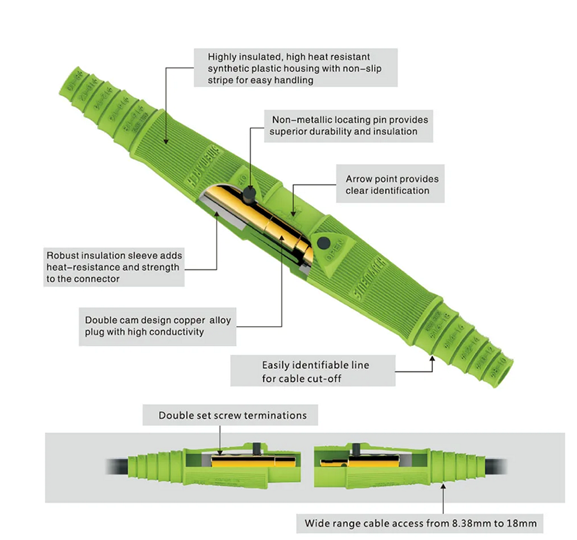 Highly insulated, high heat resistant
synthetic plastic housing with non-slip
stripe for easy handling
Non-metallic locating pin provides
superior durability and insulation
Arrow point provides
clear identification
Robust insulation sleeve adds
heat-resistance and strength
to the connector
Double cam design copper alloy
plug with high conductivity
Easily identifiable line
for cable cut-off
Double set screw terminations
Wide range cable access from 8.38mm to 18mm